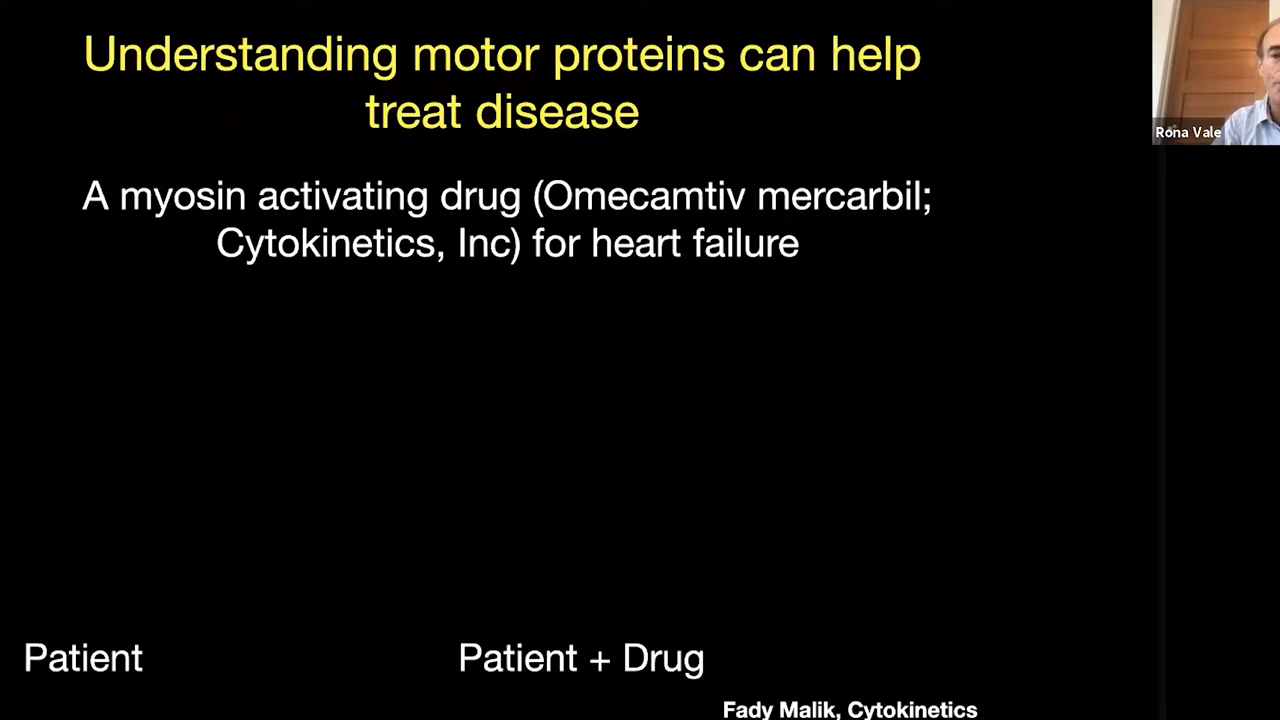 Understanding motor proteins can help
treat disease
Rona Vale
A myosin activating drug (Omecamtiv mercarbil;
Cytokinetics, Inc) for heart failure
Patient
Patient + Drug
Fady Malik, Cytokinetics